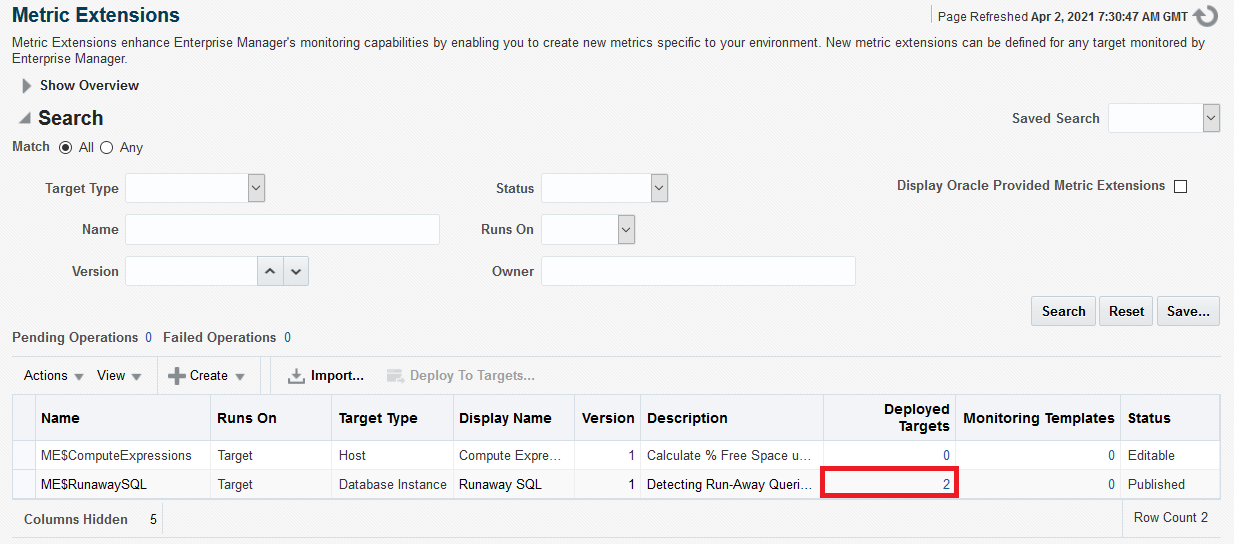 Metric Extensions
Page Refreshed Apr 2, 2021 7:30:47 AM GMT
Metric Extensions enhance Enterprise Manager's monitoring capabilities by enabling you to create new metrics specific to your environment. New metric extensions can be defined for any target monitored by
Enterprise Manager.
Show Overview
Search
Saved Search
Match All Any
Target Type
Status
Display Oracle Provided Metric Extensions
Name
Runs On
Version
Owner
Search Reset Save...
Pending Operations 0 Failed Operations 0
Actions View Create Import... Deploy To Targets...
Name Runs On Target Type Display Name Version Description Deployed Targets Monitoring Templates Status
ME$ComputeExpressions Target Host Compute Expre... 1 Calculate % Free Space u... 0 0 Editable
ME$RunawaySQL Target Database Instance Runaway SQL 1 Detecting Run-Away Queri... 2 0 Published
Columns Hidden 5
Row Count 2